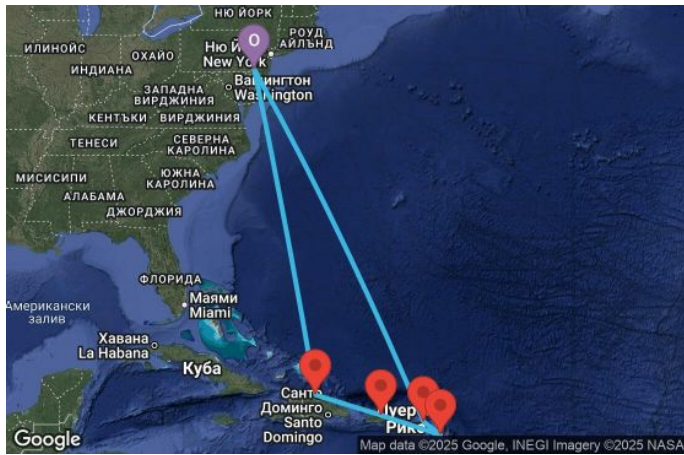 НЮ ЙОРК
О
Ню Й
New York
РОУД
АЙЛЪНД
ИЛИНОЙС
ОХАЙО
ИНДИАНА
Вашингтон
Washington
ЗАПАДНА
ВИРДЖИНИЯ
КЕНТЪКИ
ВИРДЖИНИЯ
ТЕНЕСИ
СЕВЕРНА
КАРОЛИНА
МИСИСИПИ
ЮЖНА
КАРОЛИНА
АЛАБАМА
ДЖОРДЖИЯ
ФЛОРИДА
Американски
залив
Маями
Miami
Хавана
La Habana
Куба
Санто
Доминго
Santo
Domingo
Пуер
Рико
Google
Map data ©2025 Google, INEGI Imagery ©2025 NASA